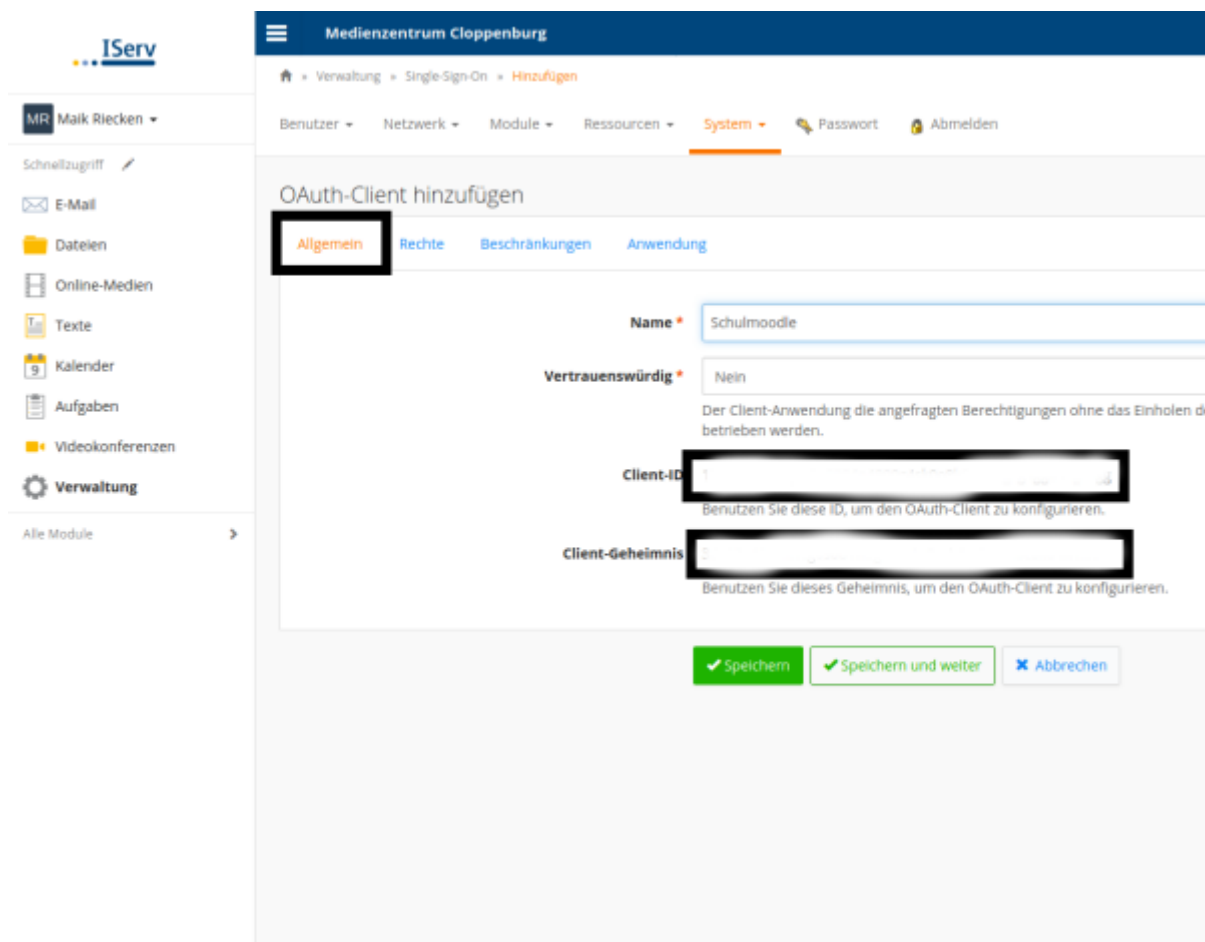 IServ
MR Maik Riecken
Schnellzugriff
E-Mail
Dateien
Online-Medien
Texte
9 Kalender
Aufgaben
Videokonferenzen
Verwaltung
Alle Module
Medienzentrum Cloppenburg
» Verwaltung » Single-Sign-On » Hinzufügen
Benutzer Netzwerk Module Ressourcen System Passwort Abmelden
OAuth-Client hinzufügen
Allgemein Rechte Beschränkungen Anwendung
Name * Schulmoodle
Vertrauenswürdig * Nein
Der Client-Anwendung die angefragten Berechtigungen ohne das Einholen
betrieben werden.
Client-ID
Benutzen Sie diese ID, um den OAuth-Client zu konfigurieren.
Client-Geheimnis
Benutzen Sie dieses Geheimnis, um den OAuth-Client zu konfigurieren.
Speichern Speichern und weiter Abbrechen